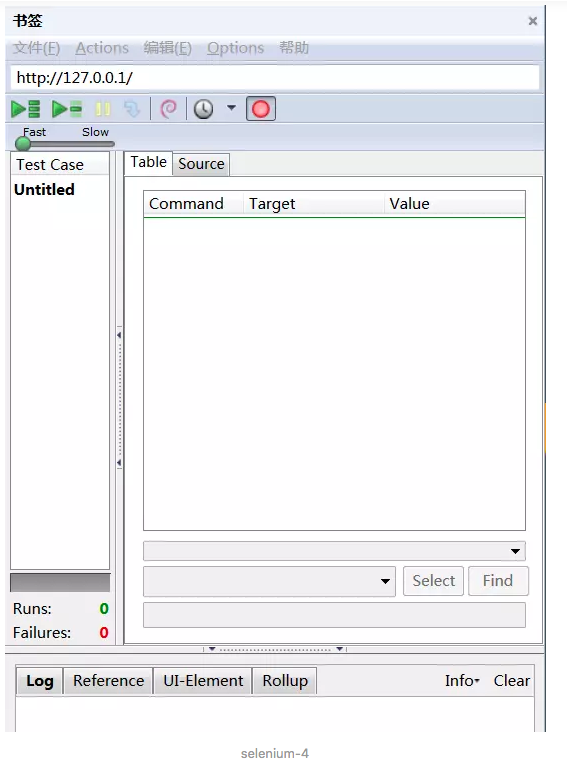 书签
文件(F) Actions 编辑(E) Options 帮助
http://127.0.0.1/
Fast Slow
Test Case
Untitled
Table Source
Command Target Value
Select Find
Runs: 0
Failures: 0
Log Reference UI-Element Rollup Info Clear
selenium-4